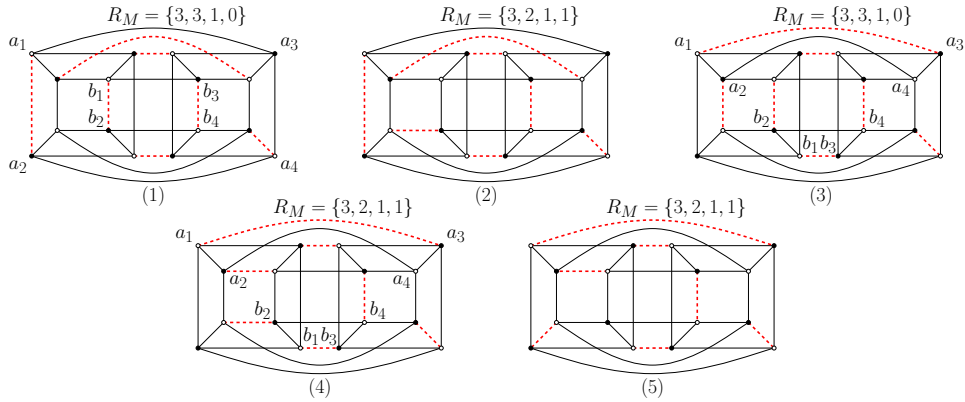 R_M = {3, 3, 1, 0}
a_1
a_3
b_1
b_3
b_2
b_4
a_2
a_4
(1)
R_M = {3, 2, 1, 1}
(2)
R_M = {3, 3, 1, 0}
a_1
a_3
a_2
a_4
b_2
b_4
b_1 b_3
(3)
R_M = {3, 2, 1, 1}
a_1
a_3
a_2
a_4
b_2
b_4
b_1 b_3
(4)
R_M = {3, 2, 1, 1}
(5)